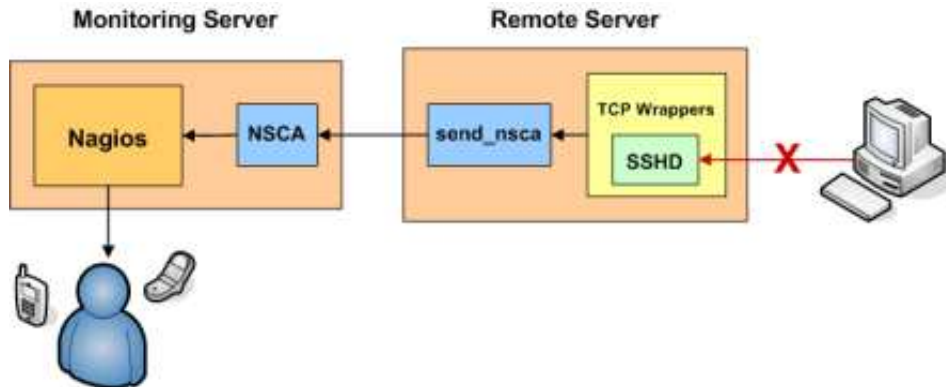 Monitoring Server
Remote Server
Nagios
NSCA
send_nsca
TCP Wrappers
SSHD
X